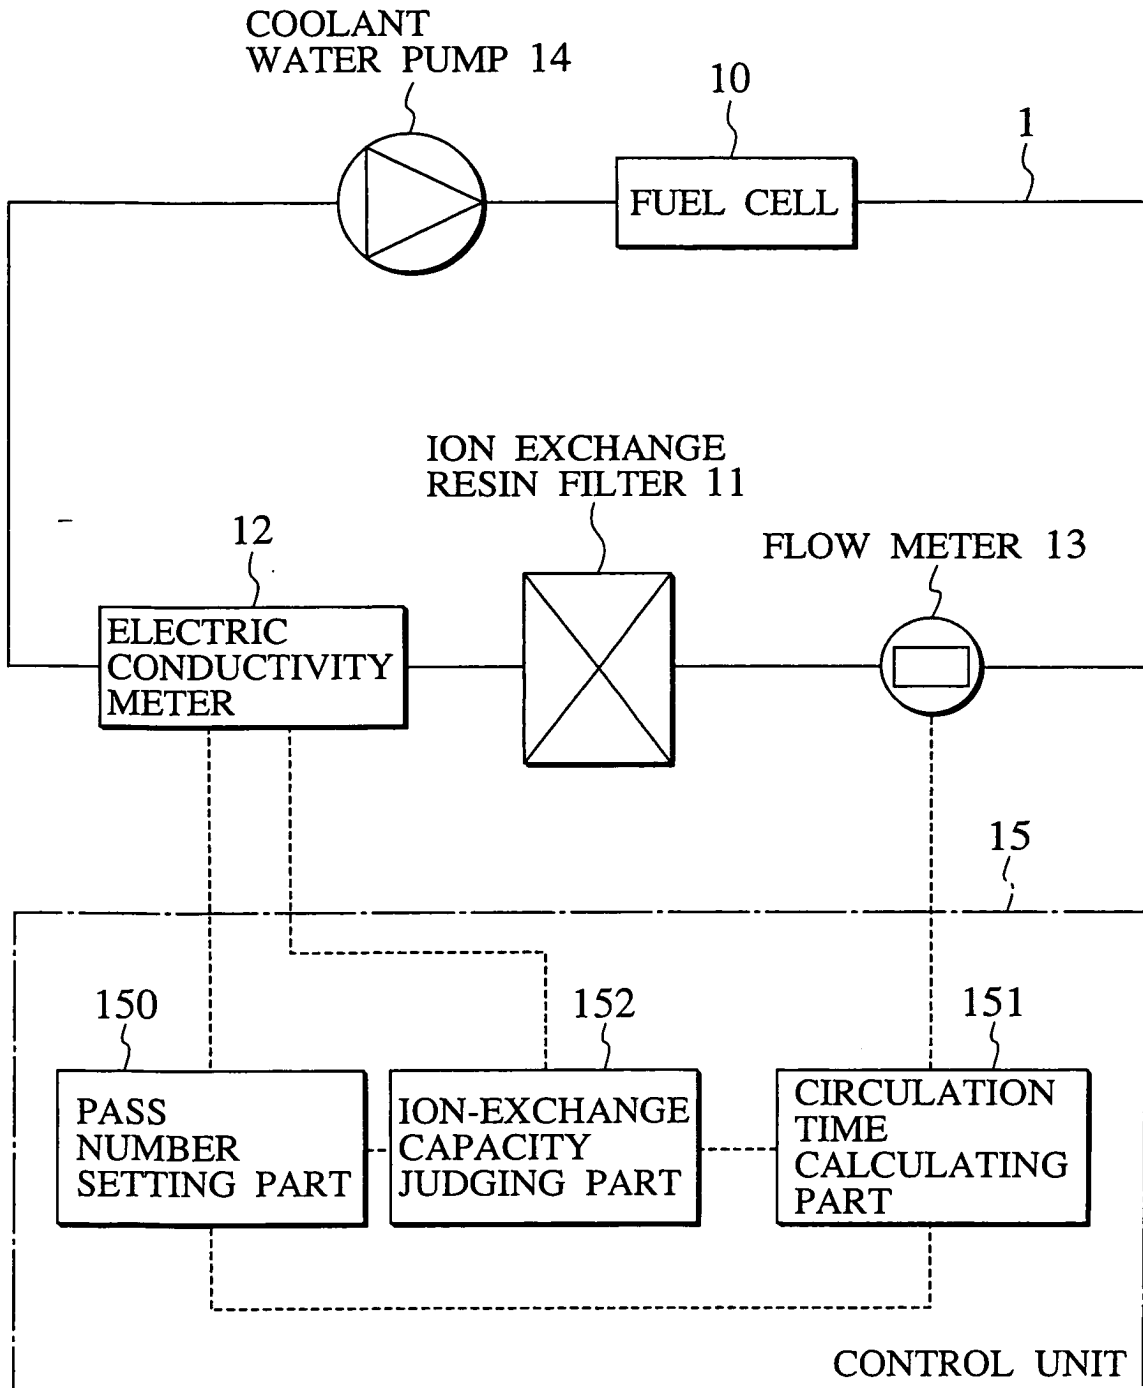 COOLANT
WATER PUMP 14
10
1
FUEL CELL
ION EXCHANGE
RESIN FILTER 11
12
FLOW METER 13
ELECTRIC
CONDUCTIVITY
METER
15
150
152
151
PASS
NUMBER
SETTING PART
ION-EXCHANGE
CAPACITY
JUDGING PART
CIRCULATION
TIME
CALCULATING
PART
CONTROL UNIT